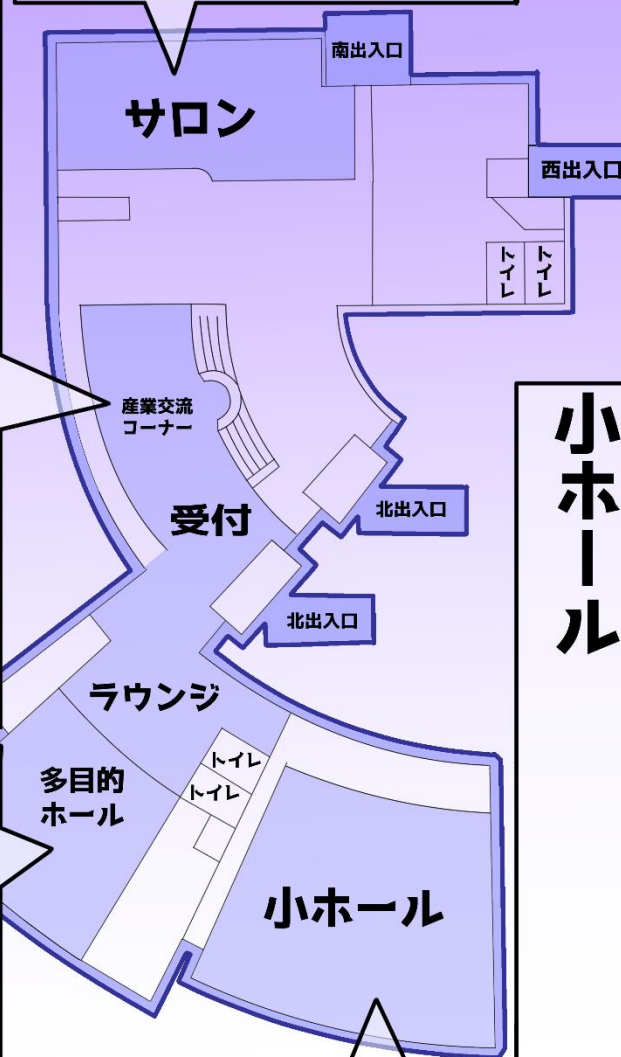 南出入口
サロン
西出入口
トイレ
トイレ
産業交流
コーナー
受付
北出入口
北出入口
小ホール
ラウンジ
トイレ
トイレ
多目的
ホール
小ホール